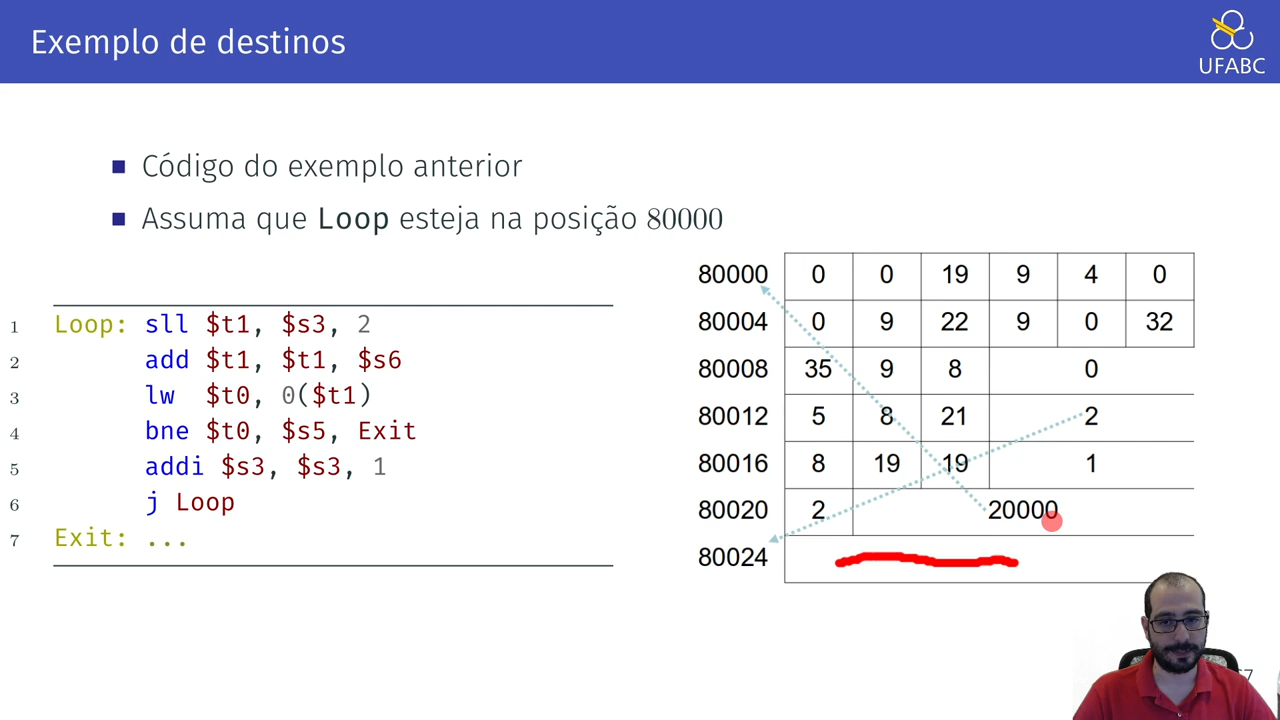 Exemplo de destinos
UFABC
■ Código do exemplo anterior
■ Assuma que Loop esteja na posição 80000
1 Loop: sll $t1, $s3, 2
2 add $t1, $t1, $s6
3 lw $t0, 0($t1)
4 bne $t0, $s5, Exit
5 addi $s3, $s3, 1
6 j Loop
7 Exit: ...
80000 0 0 19 9 4 0
80004 0 9 22 9 0 32
80008 35 9 8 0
80012 5 8 21 2
80016 8 19 19 1
80020 2 20000
80024